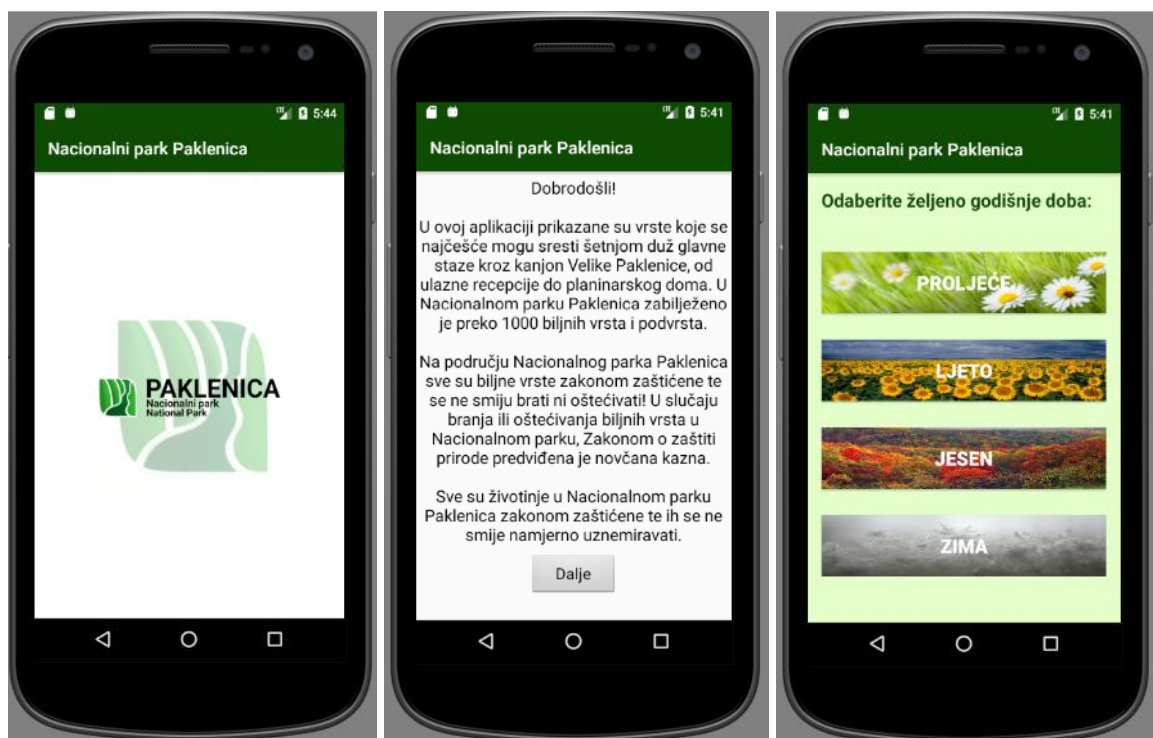 5:44
Nacionalni park Paklenica
PAKLENICA
Nacionalni park
National Park
5:41
Nacionalni park Paklenica
Dobrodošli!
U ovoj aplikaciji prikazane su vrste koje se
najčešće mogu sresti šetnjom duž glavne
staze kroz kanjon Velike Paklenice, od
ulazne recepcije do planinarskog doma. U
Nacionalnom parku Paklenica zabilježeno
je preko 1000 biljnih vrsta i podvrsta.
Na području Nacionalnog parka Paklenica
sve su biljne vrste zakonom zaštićene te
se ne smiju brati ni oštećivati! U slučaju
branja ili oštećivanja biljnih vrsta u
Nacionalnom parku, Zakonom o zaštiti
prirode predviđena je novčana kazna.
Sve su životinje u Nacionalnom parku
Paklenica zakonom zaštićene te ih se ne
smije namjerno uznemiravati.
Dalje
5:41
Nacionalni park Paklenica
Odaberite željeno godišnje doba:
PROLJEĆE
LJETO
JESEN
ZIMA